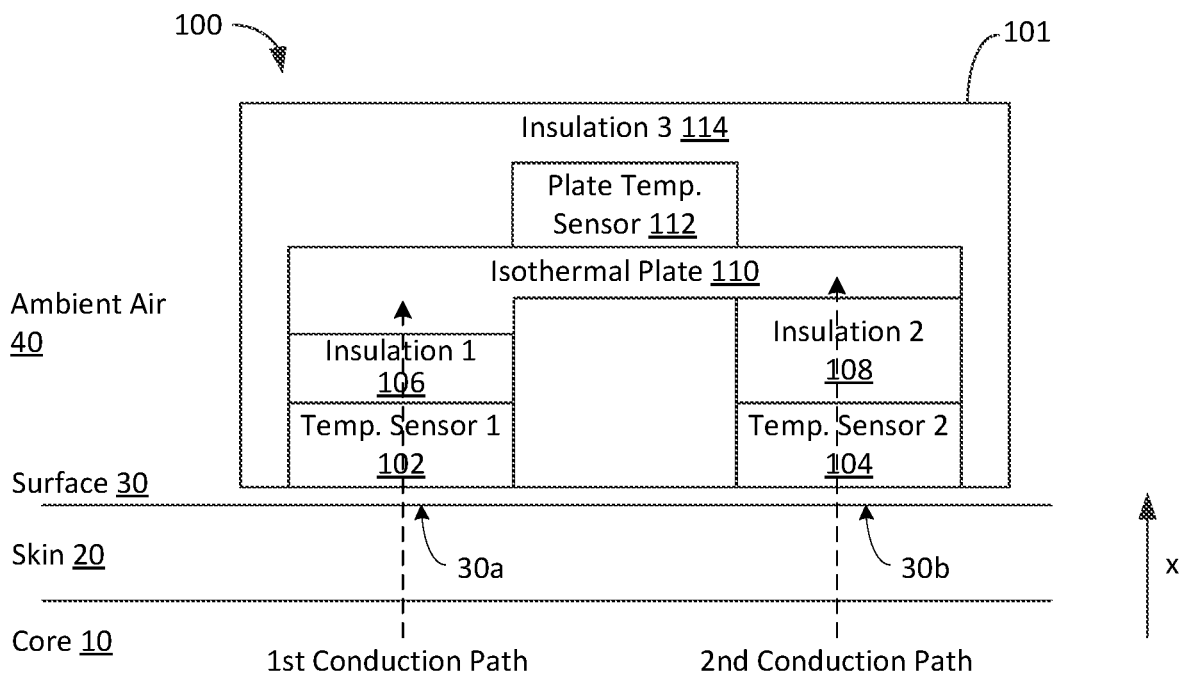 100
101
Insulation 3 114
Plate Temp.
Sensor 112
Isothermal Plate 110
Ambient Air
40
Insulation 1
106
Insulation 2
108
Temp. Sensor 1
102
Temp. Sensor 2
104
Surface 30
Skin 20
30a
30b
x
Core 10
1st Conduction Path
2nd Conduction Path